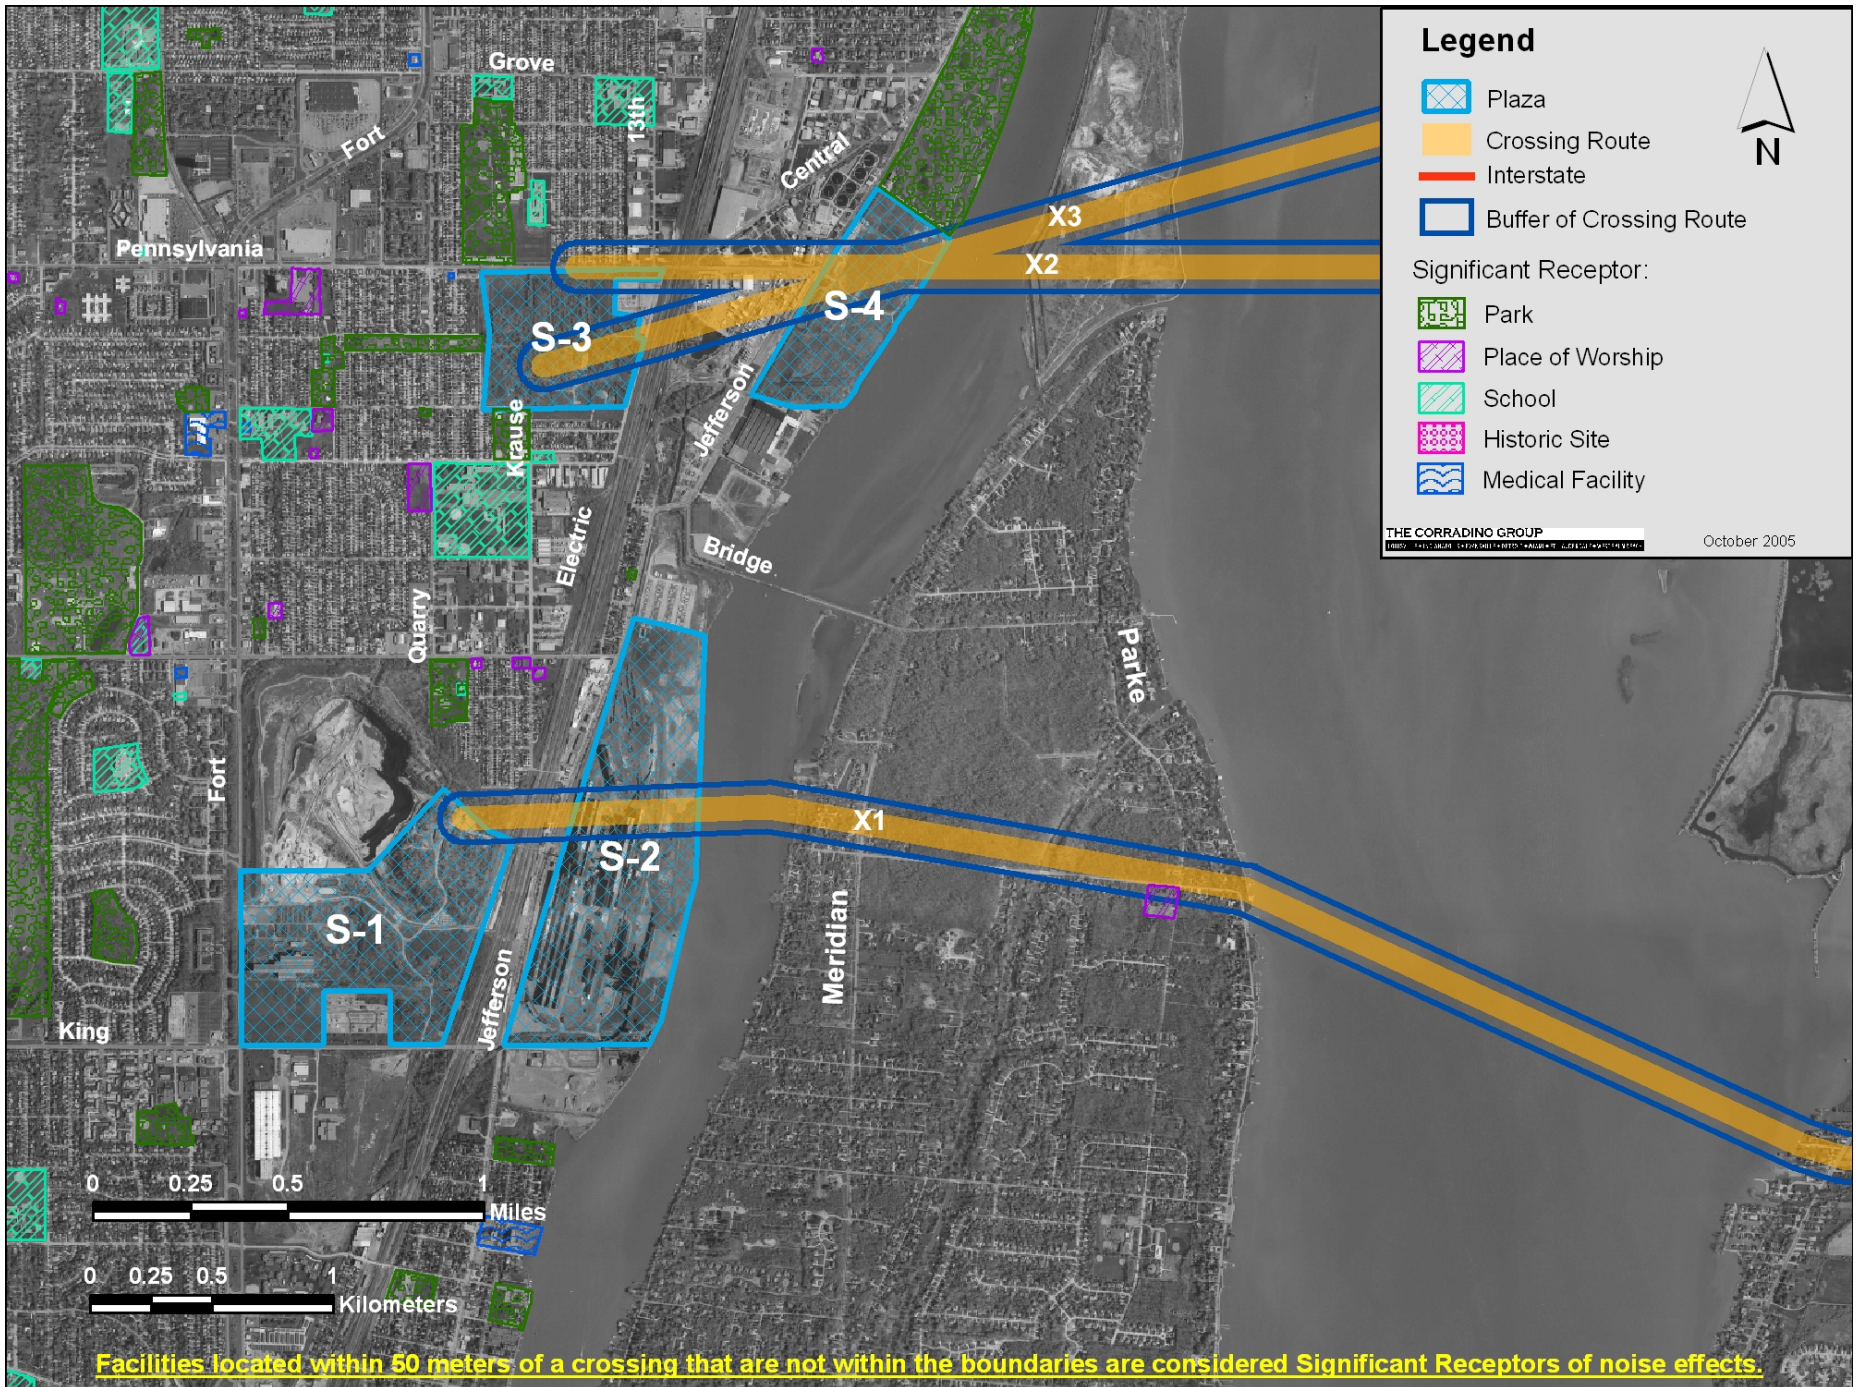 Legend
Plaza
Crossing Route
Interstate
Buffer of Crossing Route
N
Significant Receptor:
Park
Place of Worship
School
Historic Site
Medical Facility
THE CORRADINO GROUP
October 2005
Grove
13th
Fort
Central
Pennsylvania
X3
X2
S-3
S-4
Krause
Jefferson
Electric
Bridge
Quarry
Parke
Fort
X1
S-2
S-1
Meridian
Jefferson
King
0 0.25 0.5 1
Miles
0 0.25 0.5 1
Kilometers
Facilities located within 50 meters of a crossing that are not within the boundaries are considered Significant Receptors of noise effects.